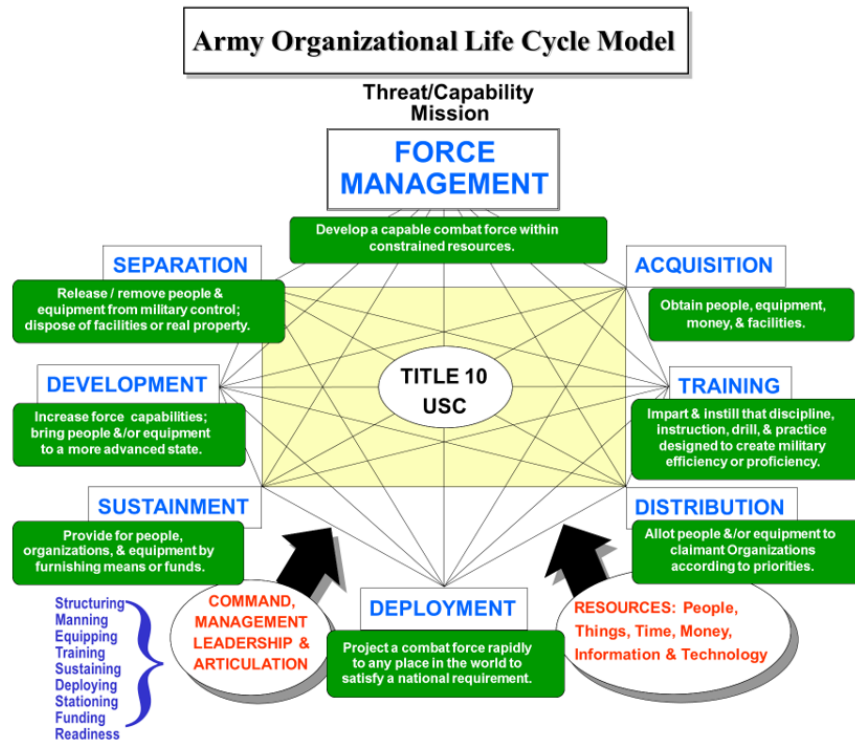 Army Organizational Life Cycle Model
Threat/Capability
Mission
FORCE
MANAGEMENT
Develop a capable combat force within
constrained resources.
SEPARATION
Release / remove people &
equipment from military control;
dispose of facilities or real property.
ACQUISITION
Obtain people, equipment,
money, & facilities.
DEVELOPMENT
Increase force capabilities;
bring people &/or equipment
to a more advanced state.
TITLE 10
USC
TRAINING
Impart & instill that discipline,
instruction, drill, & practice
designed to create military
efficiency or proficiency.
SUSTAINMENT
Provide for people,
organizations, & equipment by
furnishing means or funds.
DISTRIBUTION
Allot people &/or equipment to
claimant Organizations
according to priorities.
Structuring
Manning
Equipping
Training
Sustaining
Deploying
Stationing
Funding
Readiness
COMMAND,
MANAGEMENT
LEADERSHIP &
ARTICULATION
DEPLOYMENT
Project a combat force rapidly
to any place in the world to
satisfy a national requirement.
RESOURCES: People,
Things, Time, Money,
Information & Technology